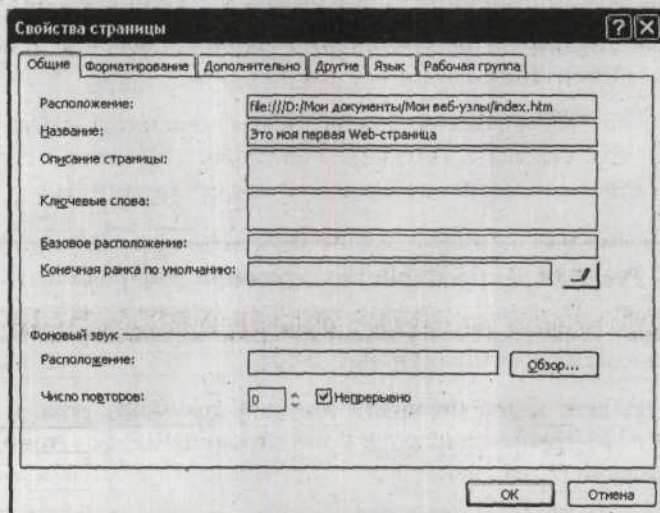 Свойства страницы
Общие Форматирование Дополнительно Другие Язык Рабочая группа
Расположение: file:///D:/Мои документы/Мои веб-узлы/index.htm
Название: Это моя первая Web-страница
Описание страницы:
Ключевые слова:
Базовое расположение:
Конечная рамка по умолчанию:
Фоновый звук
Расположение: Обзор...
Число повторов: 0 Непрерывно
ОК Отмена